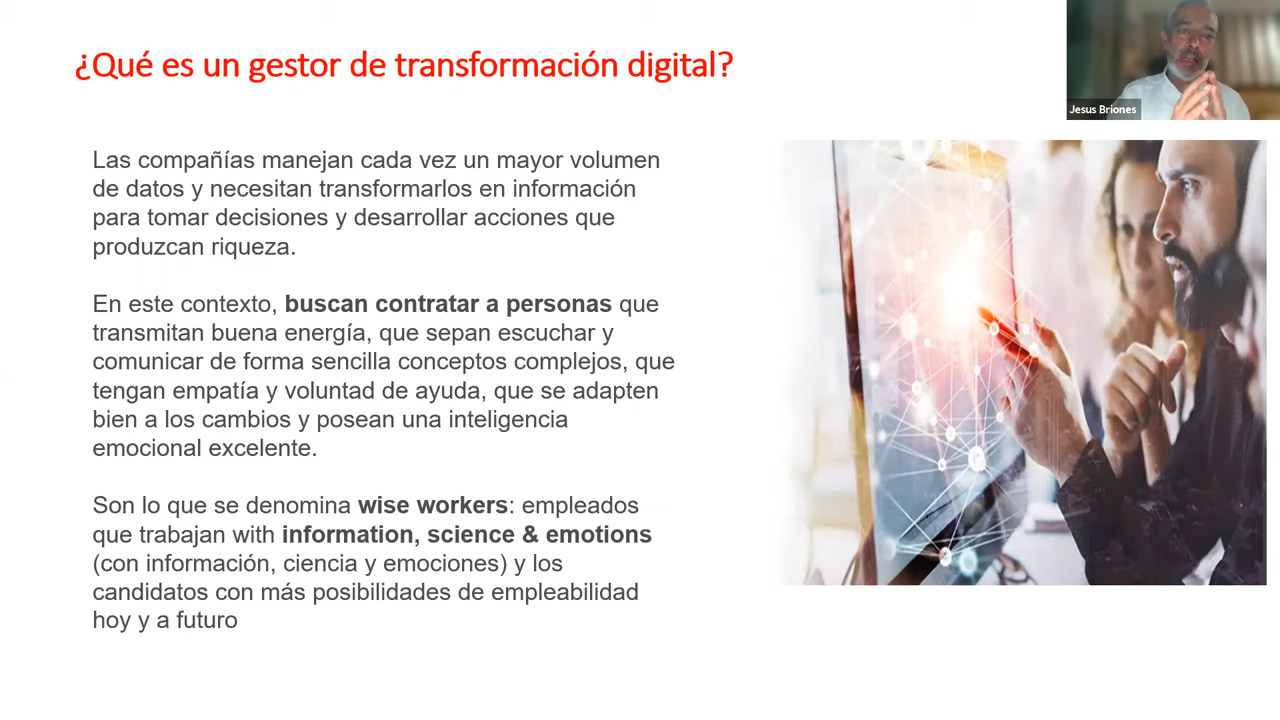 ¿Qué es un gestor de transformación digital?
Jesus Briones
Las compañías manejan cada vez un mayor volumen
de datos y necesitan transformarlos en información
para tomar decisiones y desarrollar acciones que
produzcan riqueza.
En este contexto, buscan contratar a personas que
transmitan buena energía, que sepan escuchar y
comunicar de forma sencilla conceptos complejos, que
tengan empatía y voluntad de ayuda, que se adapten
bien a los cambios y posean una inteligencia
emocional excelente.
Son lo que se denomina wise workers: empleados
que trabajan with information, science & emotions
(con información, ciencia y emociones) y los
candidatos con más posibilidades de empleabilidad
hoy y a futuro